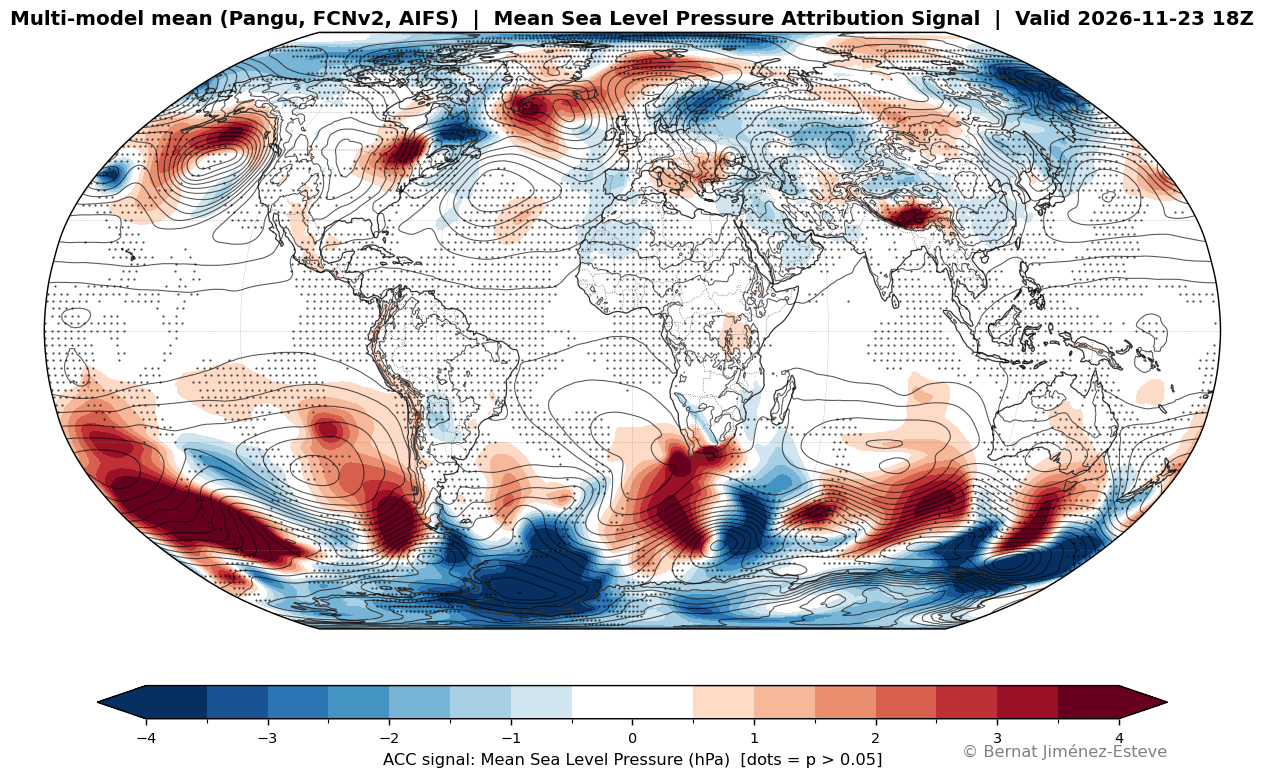 Multi-model mean (Pangu, FCNv2, AIFS)  |  Mean Sea Level Pressure Attribution Signal  |  Valid 2026-11-23 18Z
−4 −3 −2 −1 0 1 2 3 4
ACC signal: Mean Sea Level Pressure (hPa)  [dots = p > 0.05]
© Bernat Jiménez-Esteve